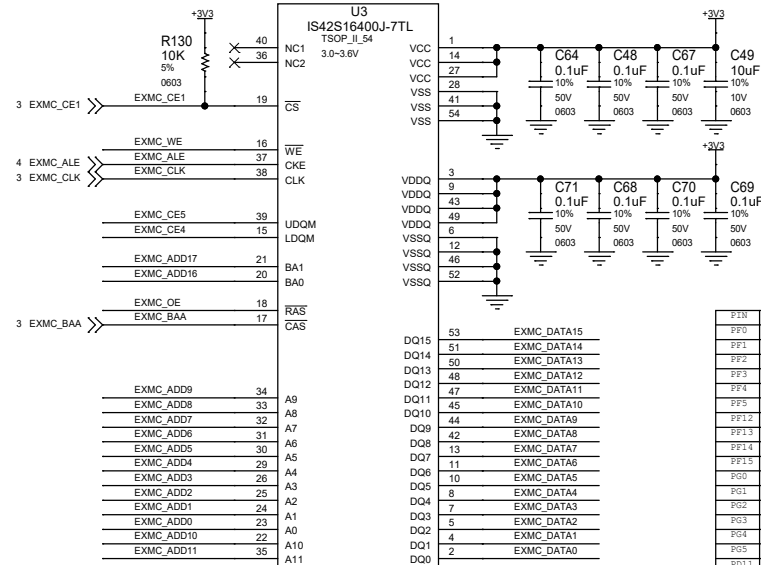 U3
IS42S16400J-7TL
TSOP_II_54
3.0~3.6V
+3V3
R130
10K
5%
0603
40 NC1
36 NC2
3 EXMC_CE1 EXMC_CE1 19 CS
EXMC_WE 16 WE
4 EXMC_ALE EXMC_ALE 37 CKE
3 EXMC_CLK EXMC_CLK 38 CLK
EXMC_CE5 39 UDQM
EXMC_CE4 15 LDQM
EXMC_ADD17 21 BA1
EXMC_ADD16 20 BA0
EXMC_OE 18 RAS
3 EXMC_BAA EXMC_BAA 17 CAS
EXMC_ADD9 34 A9
EXMC_ADD8 33 A8
EXMC_ADD7 32 A7
EXMC_ADD6 31 A6
EXMC_ADD5 30 A5
EXMC_ADD4 29 A4
EXMC_ADD3 26 A3
EXMC_ADD2 25 A2
EXMC_ADD1 24 A1
EXMC_ADD0 23 A0
EXMC_ADD10 22 A10
EXMC_ADD11 35 A11
VCC 1
VCC 14
VCC 27
VSS 28
VSS 41
VSS 54
VDDQ 3
VDDQ 9
VDDQ 43
VDDQ 49
VSSQ 6
VSSQ 12
VSSQ 46
VSSQ 52
DQ15 53 EXMC_DATA15
DQ14 51 EXMC_DATA14
DQ13 50 EXMC_DATA13
DQ12 48 EXMC_DATA12
DQ11 47 EXMC_DATA11
DQ10 45 EXMC_DATA10
DQ9 44 EXMC_DATA9
DQ8 42 EXMC_DATA8
DQ7 13 EXMC_DATA7
DQ6 11 EXMC_DATA6
DQ5 10 EXMC_DATA5
DQ4 8 EXMC_DATA4
DQ3 7 EXMC_DATA3
DQ2 5 EXMC_DATA2
DQ1 4 EXMC_DATA1
DQ0 2 EXMC_DATA0
+3V3
C64 C48 C67 C49
0.1uF 0.1uF 0.1uF 10uF
10% 10% 10% 10%
50V 50V 50V 10V
0603 0603 0603 0603
+3V3
C71 C68 C70 C69
0.1uF 0.1uF 0.1uF 0.1uF
10% 10% 10% 10%
50V 50V 50V 50V
0603 0603 0603 0603
PIN
PF0
PF1
PF2
PF3
PF4
PF5
PF12
PF13
PF14
PF15
PG0
PG1
PG2
PG3
PG4
PG5
PD11